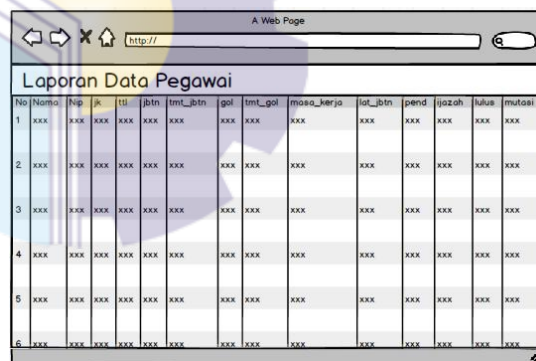 A Web Page
http://
Laporan Data Pegawai
No Nama Nip jk ttl jbtn tmt_jbtn gol tmt_gol masa_kerja lat_jbtn pend ijazah lulus mutasi
1 xxx xxx xxx xxx xxx xxx xxx xxx xxx xxx xxx xxx xxx xxx
2 xxx xxx xxx xxx xxx xxx xxx xxx xxx xxx xxx xxx xxx xxx
3 xxx xxx xxx xxx xxx xxx xxx xxx xxx xxx xxx xxx xxx xxx
4 xxx xxx xxx xxx xxx xxx xxx xxx xxx xxx xxx xxx xxx xxx
5 xxx xxx xxx xxx xxx xxx xxx xxx xxx xxx xxx xxx xxx xxx
6 xxx xxx xxx xxx xxx xxx xxx xxx xxx xxx xxx xxx xxx xxx